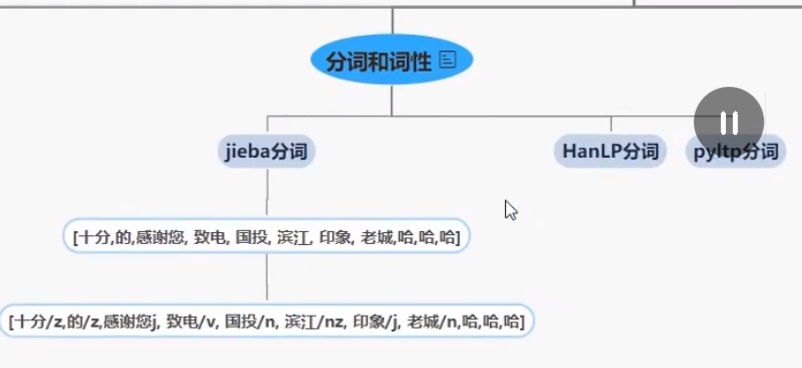 分词和词性
jieba分词 HanLP分词 pyltp分词
[十分,的,感谢您, 致电, 国投, 滨江, 印象, 老城,哈,哈,哈]
[十分/z,的/z,感谢您j, 致电/v, 国投/n, 滨江/nz, 印象/j, 老城/n,哈,哈,哈]